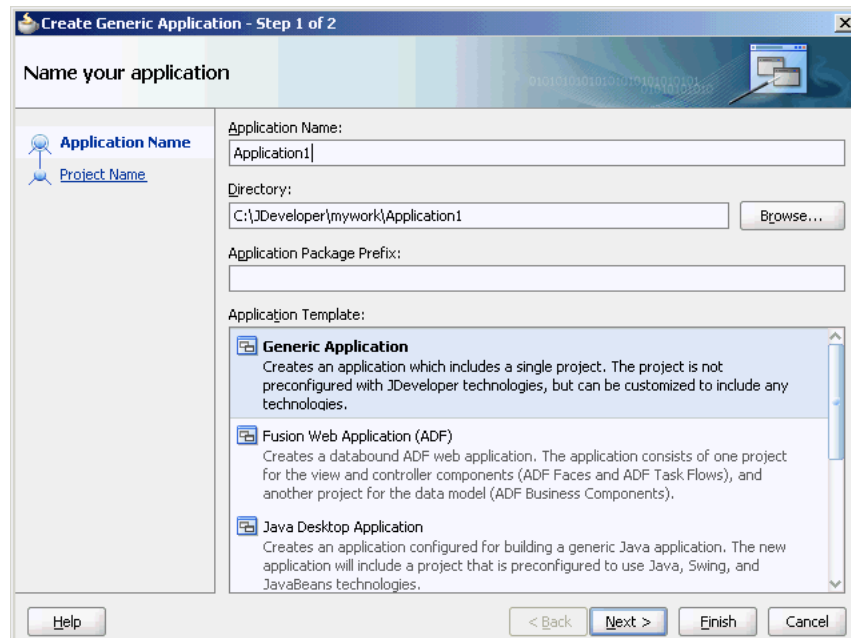 Create Generic Application - Step 1 of 2
Name your application
Application Name
Project Name
Application Name:
Application1
Directory:
C:\JDeveloper\mywork\Application1
Browse...
Application Package Prefix:
Application Template:
Generic Application
Creates an application which includes a single project. The project is not
preconfigured with JDeveloper technologies, but can be customized to include any
technologies.
Fusion Web Application (ADF)
Creates a databound ADF web application. The application consists of one project
for the view and controller components (ADF Faces and ADF Task Flows), and
another project for the data model (ADF Business Components).
Java Desktop Application
Creates an application configured for building a generic Java application. The new
application will include a project that is preconfigured to use Java, Swing, and
JavaBeans technologies.
Help
< Back
Next >
Finish
Cancel